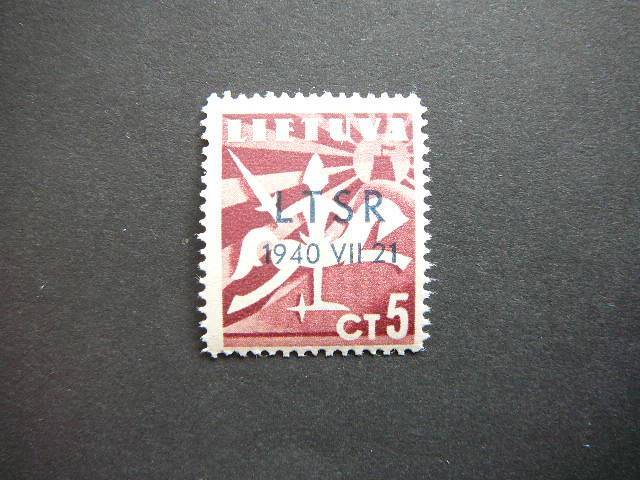 LIETUVA
LTSR
1940 VII 21
CT 5